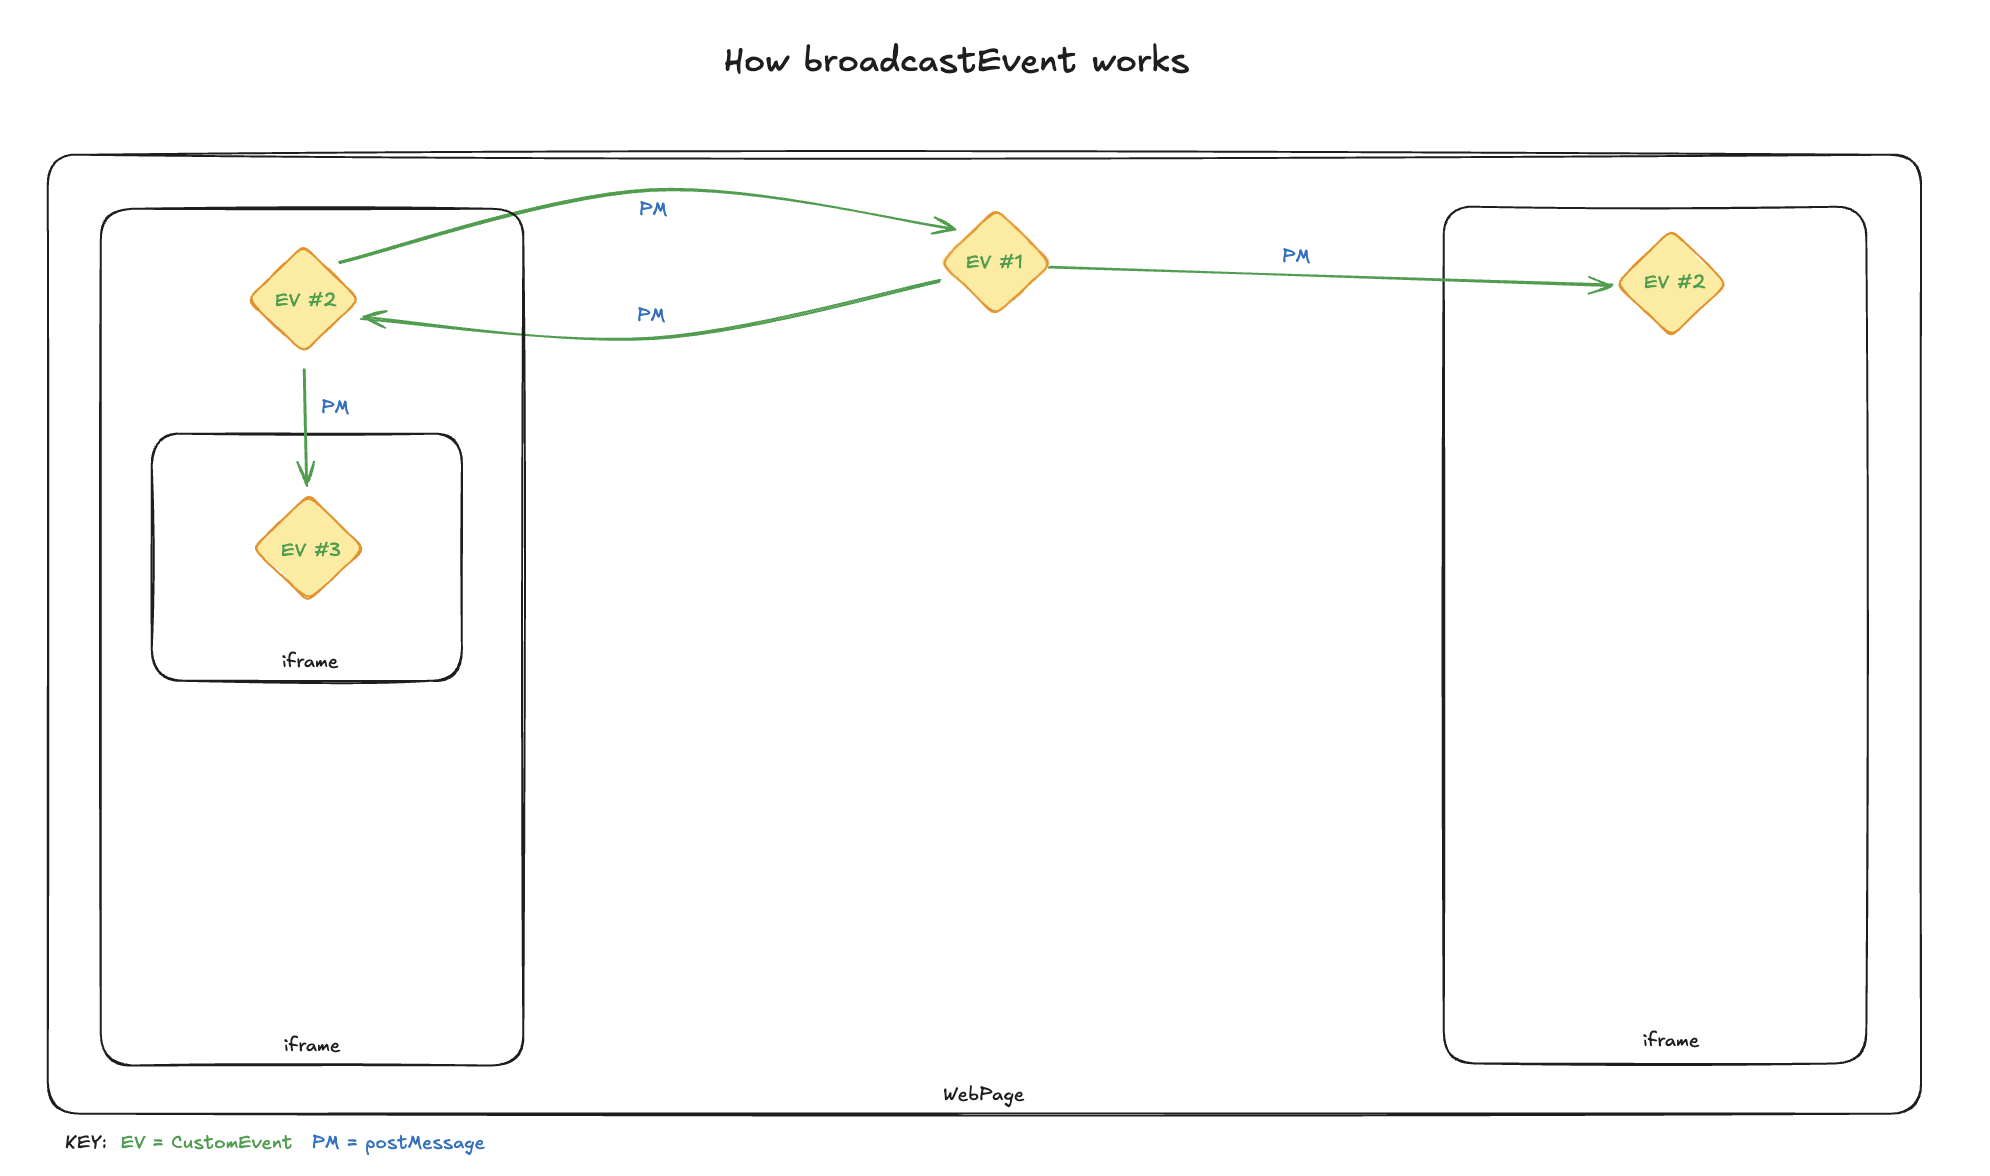 How broadcastEvent works
PM
EV #1
PM
EV #2
EV #2
PM
PM
EV #3
iframe
iframe
iframe
WebPage
KEY: EV = CustomEvent PM = postMessage